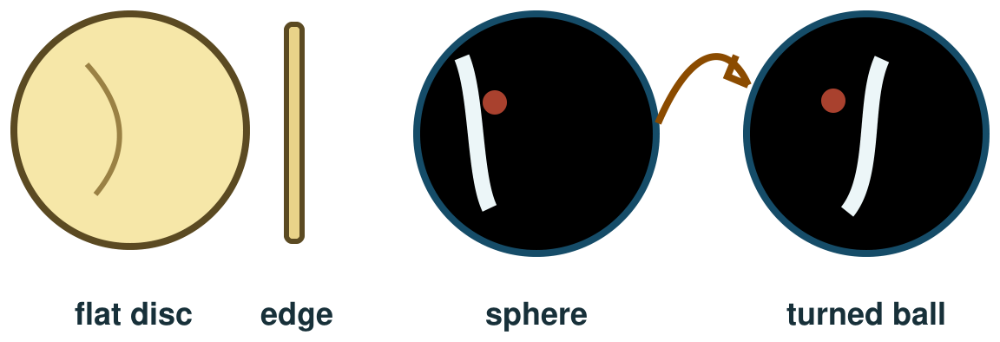 flat disc
edge
sphere
turned ball